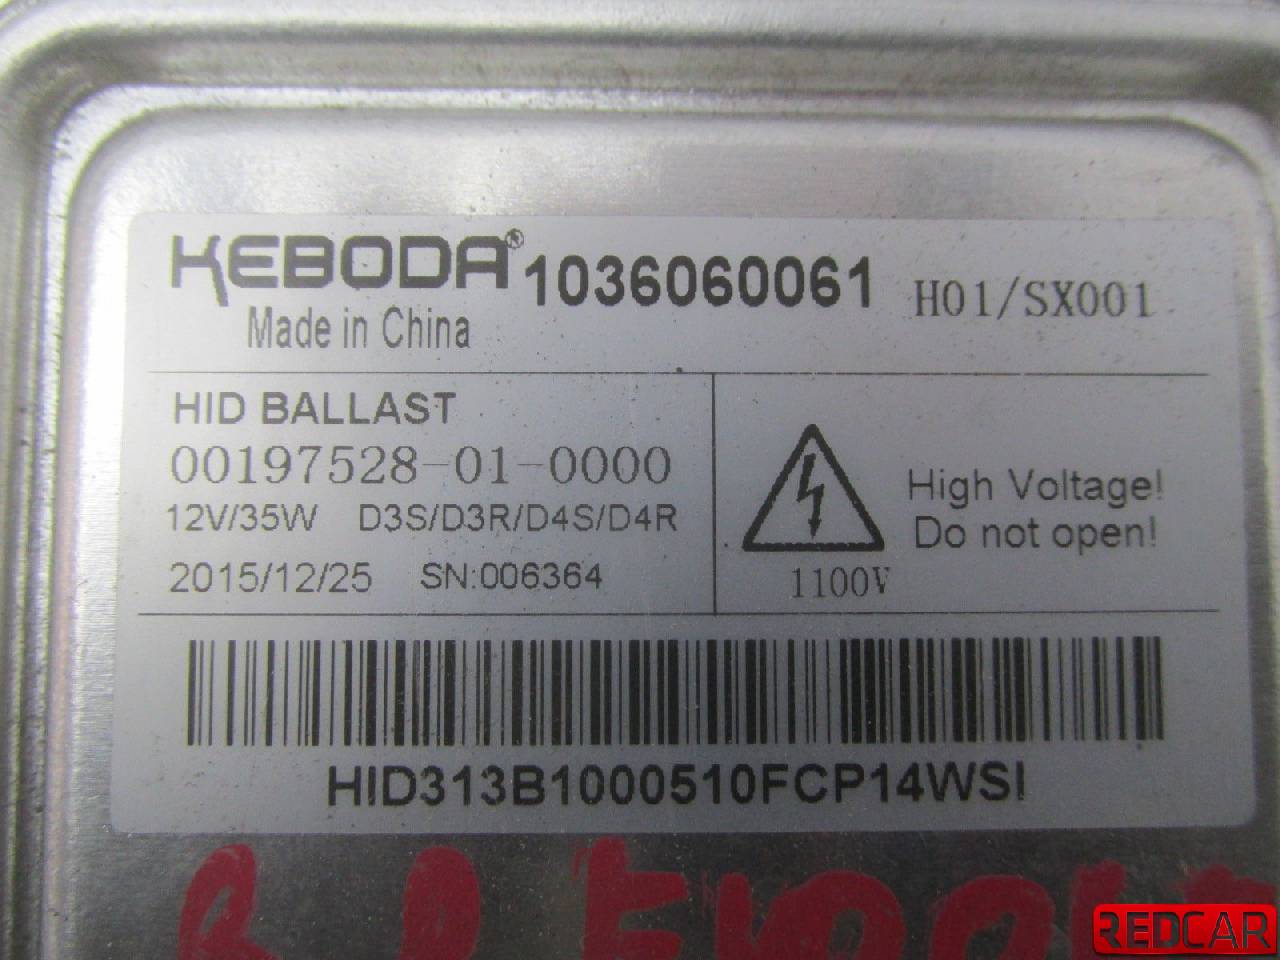 KEBODA® 1036060061 H01/SX001
Made in China
HID BALLAST
00197528-01-0000
12V/35W D3S/D3R/D4S/D4R
2015/12/25 SN:006364
High Voltage!
Do not open!
1100V
HID313B1000510FCP14WSI
REDCAR